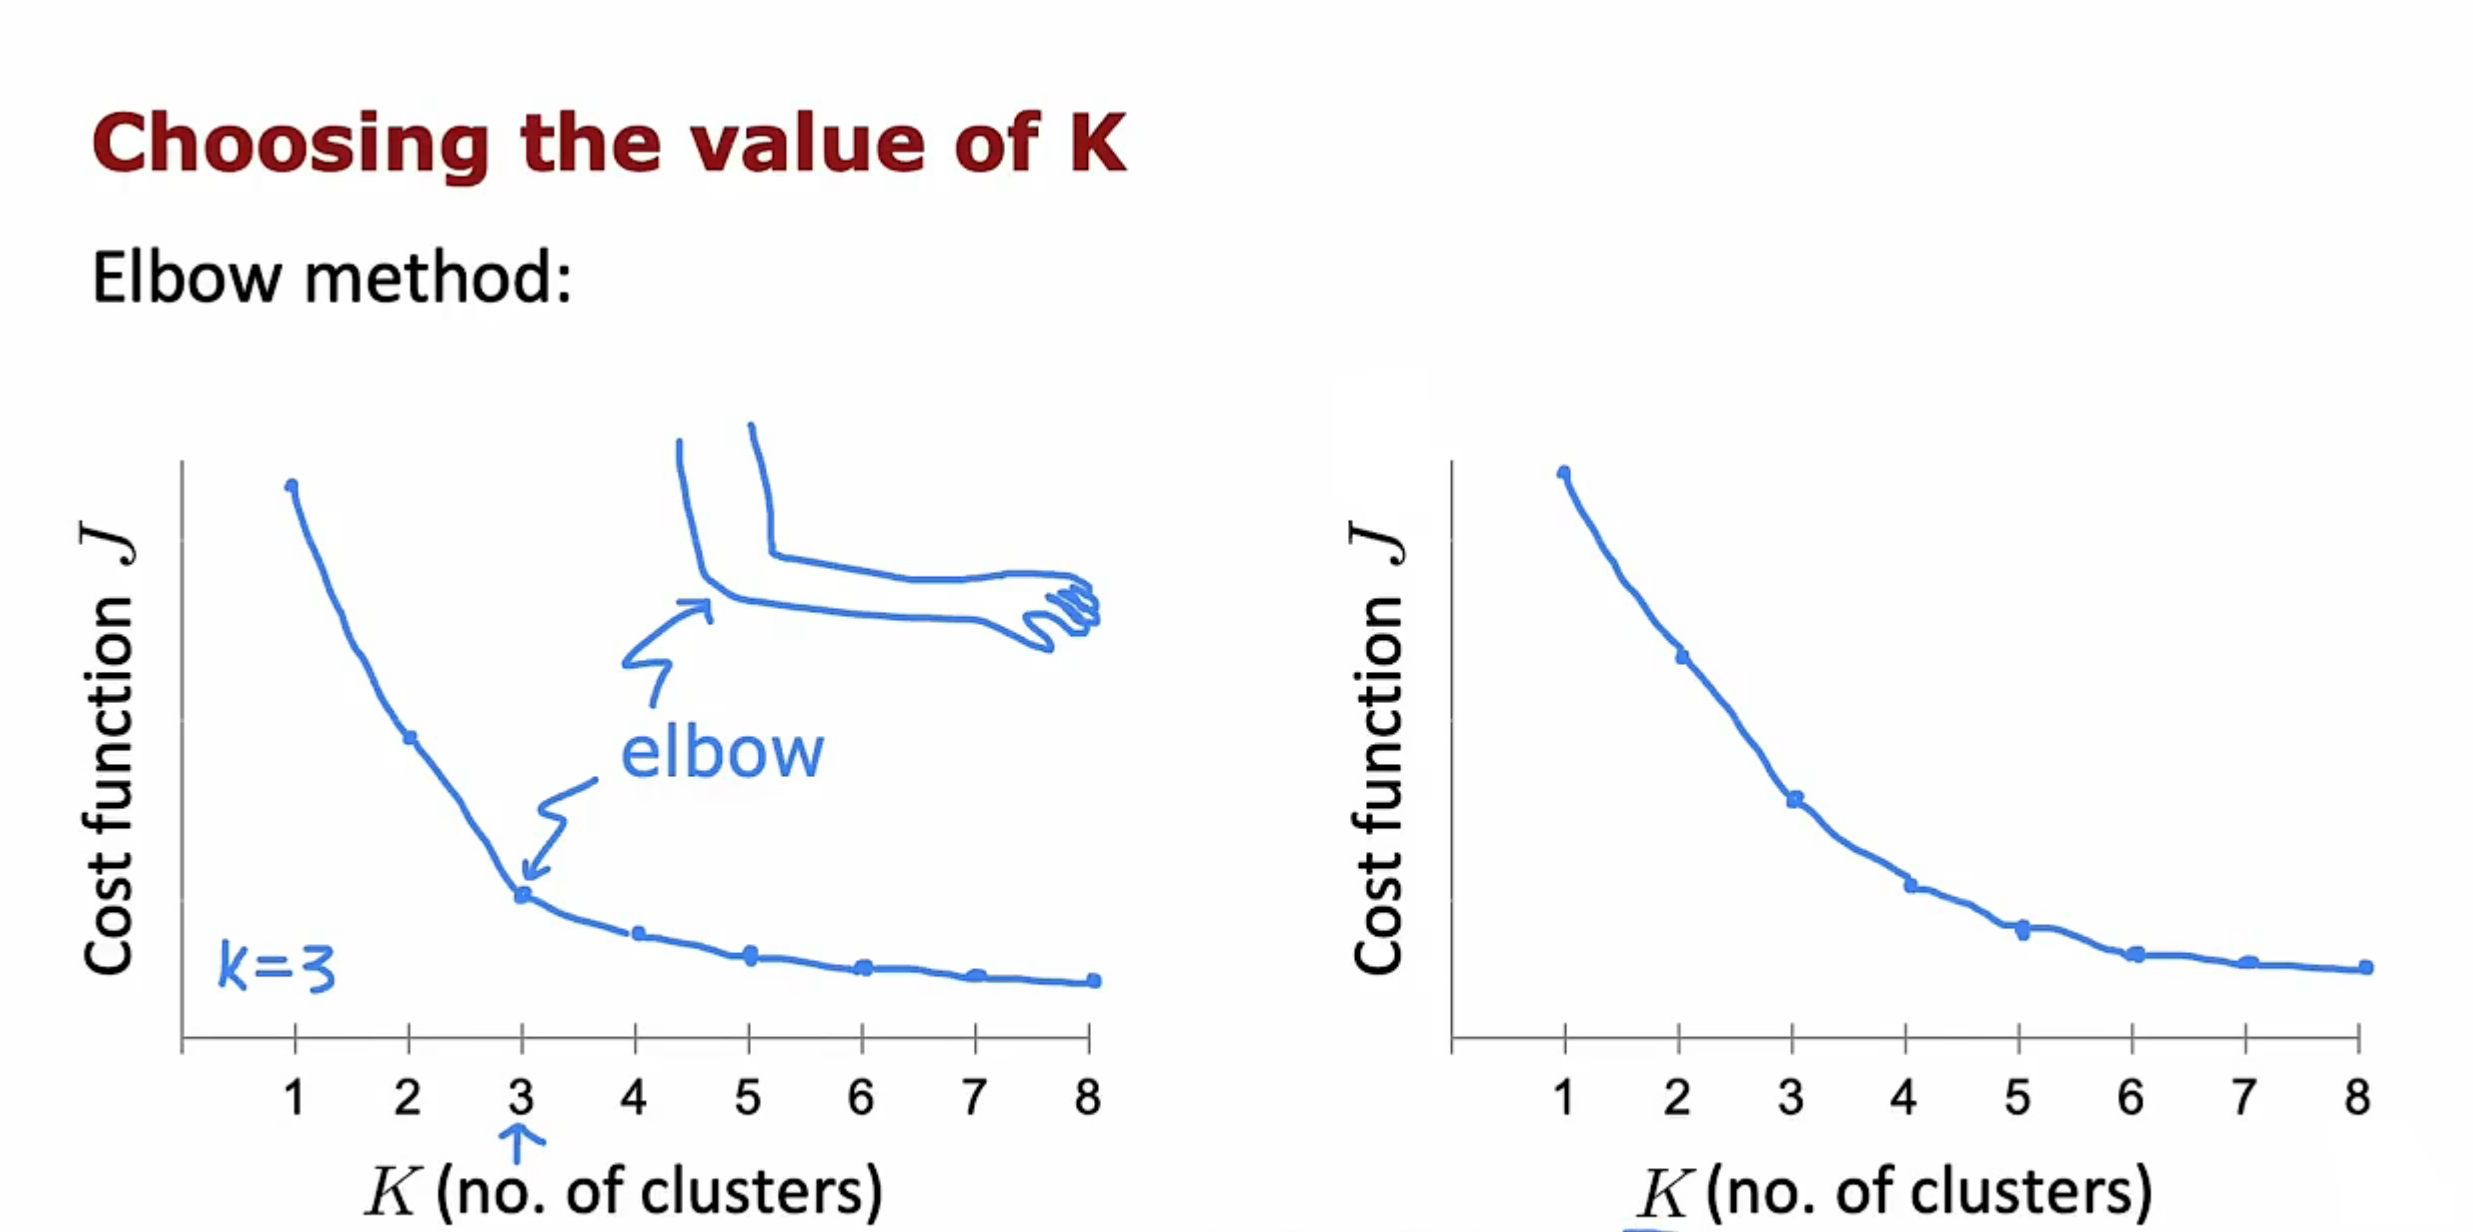 Choosing the value of K
Elbow method:
Cost function J
elbow
k=3
1 2 3 4 5 6 7 8
K (no. of clusters)
Cost function J
1 2 3 4 5 6 7 8
K (no. of clusters)